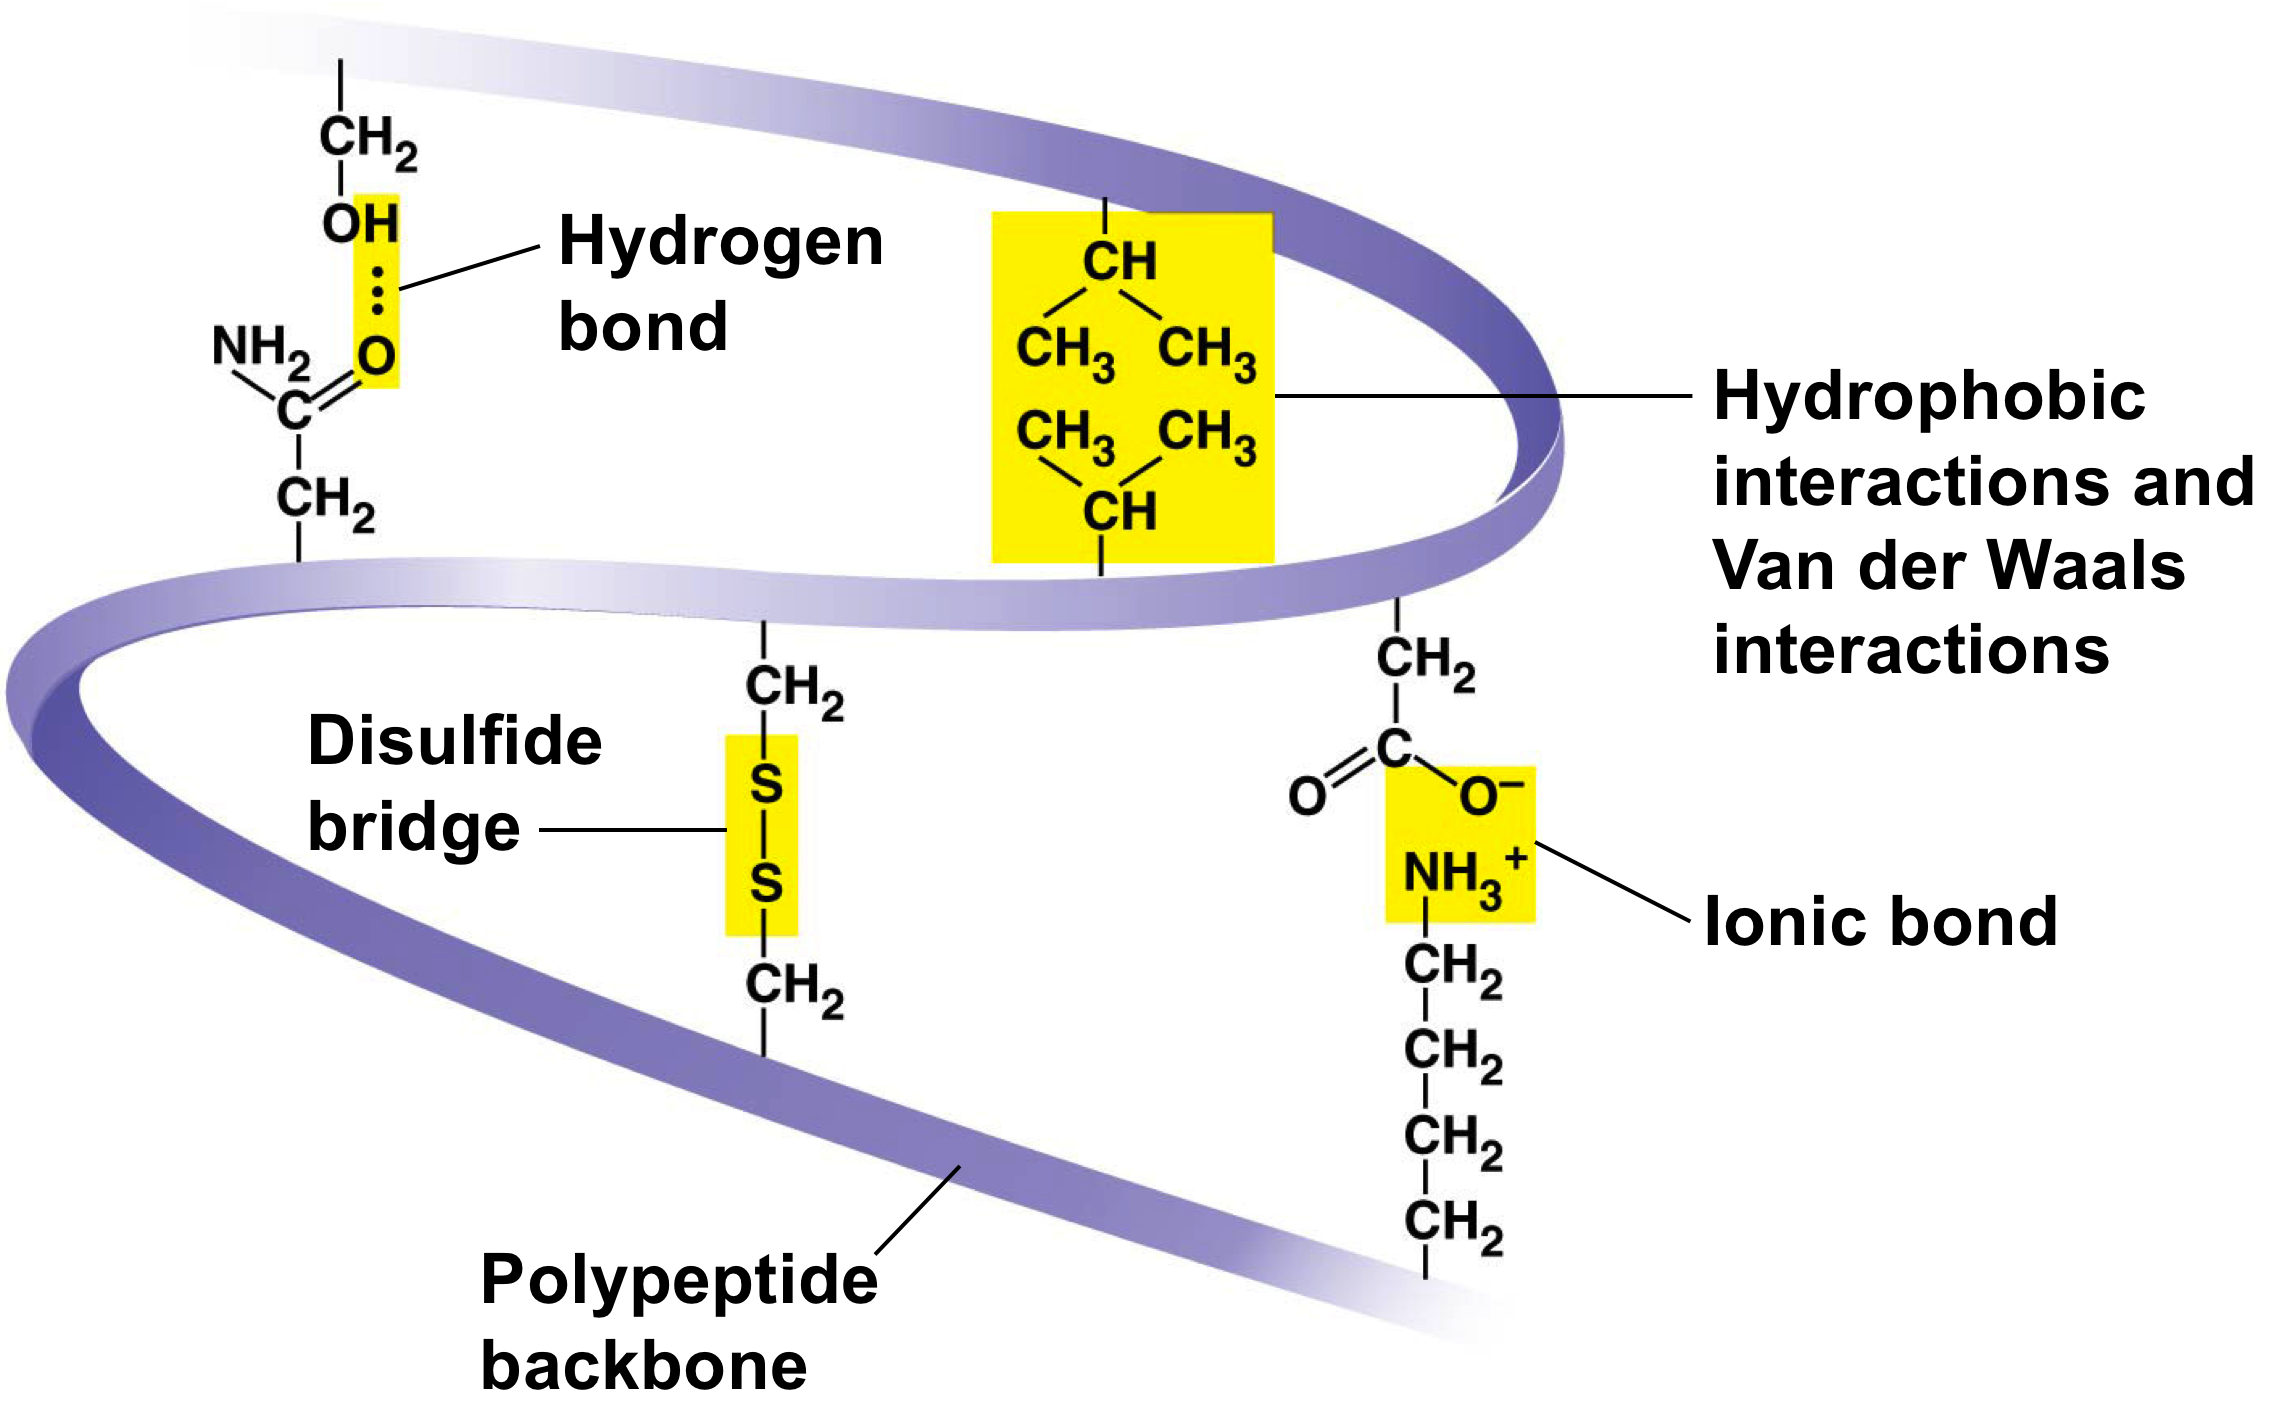 CH₂
OH
NH₂
O
C
CH₂
Hydrogen
bond
CH
CH₃ CH₃
CH₃ CH₃
CH
Hydrophobic
interactions and
Van der Waals
interactions
Disulfide
bridge
CH₂
S
S
CH₂
CH₂
C
O O⁻
NH₃⁺
CH₂
CH₂
CH₂
CH₂
Ionic bond
Polypeptide
backbone